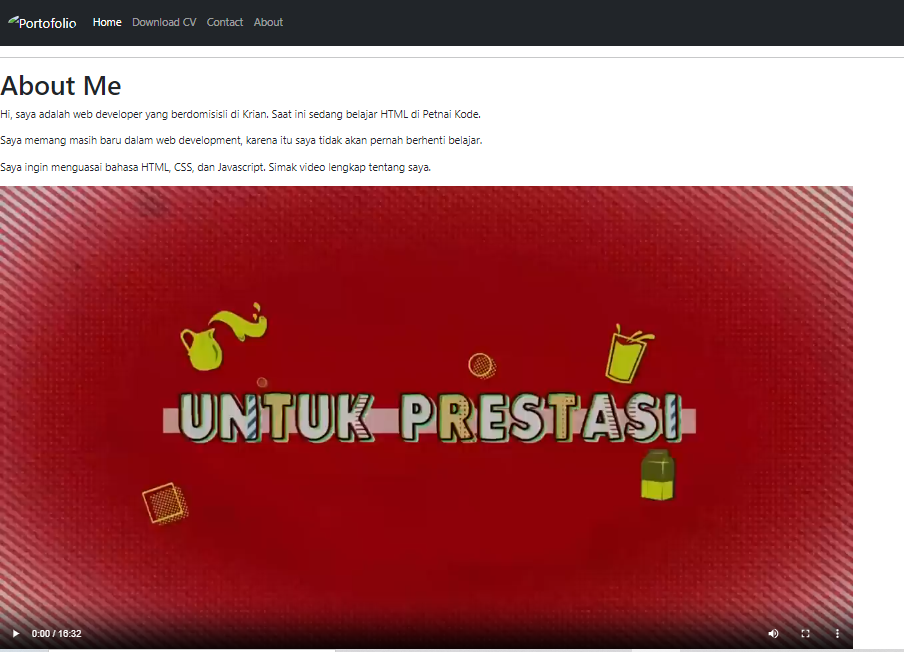 Portofolio Home Download CV Contact About
About Me
Hi, saya adalah web developer yang berdomisisli di Krian. Saat ini sedang belajar HTML di Petnai Kode.
Saya memang masih baru dalam web development, karena itu saya tidak akan pernah berhenti belajar.
Saya ingin menguasai bahasa HTML, CSS, dan Javascript. Simak video lengkap tentang saya.
UNTUK PRESTASI
0:00 / 16:32